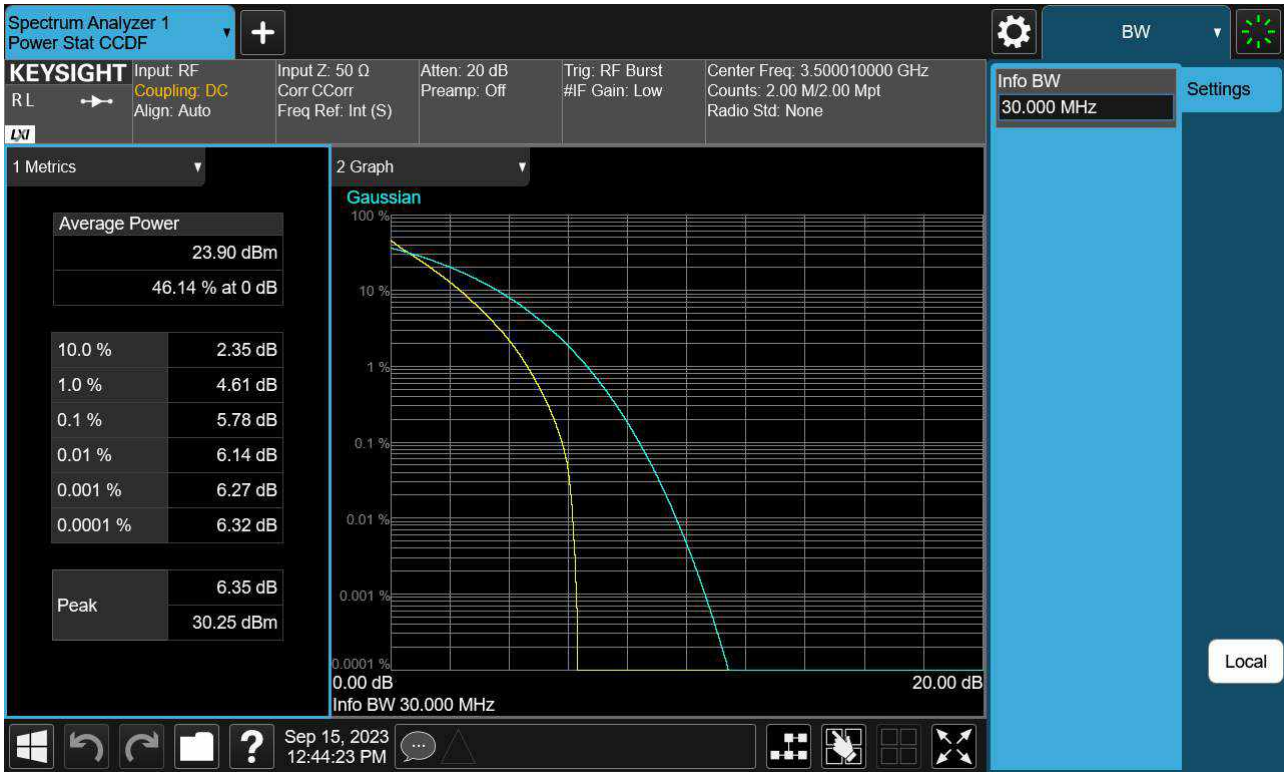 Spectrum Analyzer 1
Power Stat CCDF
BW
KEYSIGHT
RL
LXI
Input: RF
Coupling: DC
Align: Auto
Input Z: 50 Ω
Corr CCorr
Freq Ref: Int (S)
Atten: 20 dB
Preamp: Off
Trig: RF Burst
#IF Gain: Low
Center Freq: 3.500010000 GHz
Counts: 2.00 M/2.00 Mpt
Radio Std: None
Info BW
30.000 MHz
Settings
1 Metrics
Average Power
23.90 dBm
46.14 % at 0 dB
10.0 % 2.35 dB
1.0 % 4.61 dB
0.1 % 5.78 dB
0.01 % 6.14 dB
0.001 % 6.27 dB
0.0001 % 6.32 dB
Peak
6.35 dB
30.25 dBm
2 Graph
Gaussian
100 %
10 %
1 %
0.1 %
0.01 %
0.001 %
0.0001 %
0.00 dB 20.00 dB
Info BW 30.000 MHz
Local
?
Sep 15, 2023
12:44:23 PM